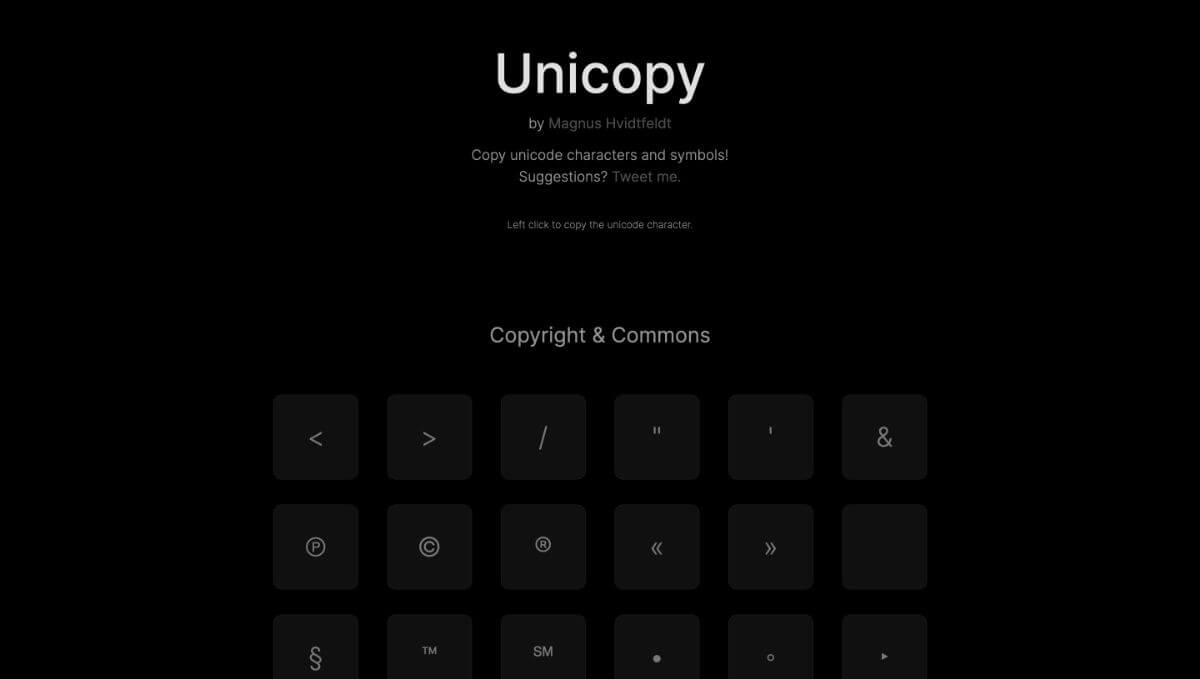 Unicopy
by Magnus Hvidtfeldt
Copy unicode characters and symbols!
Suggestions? Tweet me.
Left click to copy the unicode character.
Copyright & Commons
< > / " ' &
℗ © ® « »
§ ™ ℠ • ◦ ‣